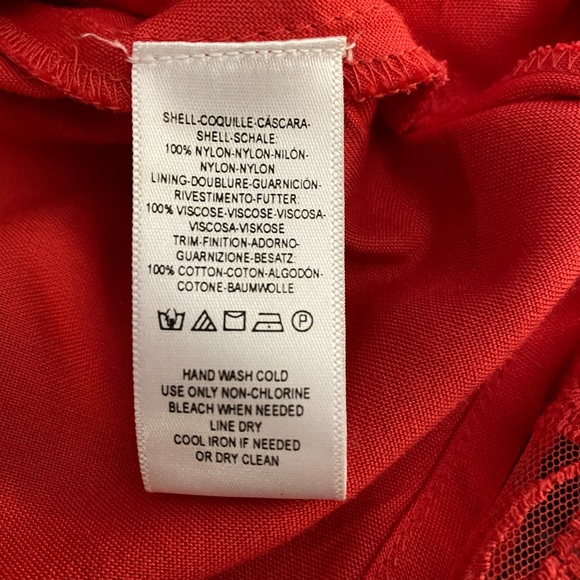 SHELL-COQUILLE-CÁSCARA-
SHELL-SCHALE:
100% NYLON-NYLON-NILÓN-
NYLON-NYLON
LINING-DOUBLURE-GUARNICIÓN-
RIVESTIMENTO-FUTTER:
100% VISCOSE-VISCOSE-VISCOSA-
VISCOSA-VISKOSE
TRIM-FINITION-ADORNO-
GUARNIZIONE-BESATZ:
100% COTTON-COTON-ALGODÓN-
COTONE-BAUMWOLLE
P
HAND WASH COLD
USE ONLY NON-CHLORINE
BLEACH WHEN NEEDED
LINE DRY
COOL IRON IF NEEDED
OR DRY CLEAN